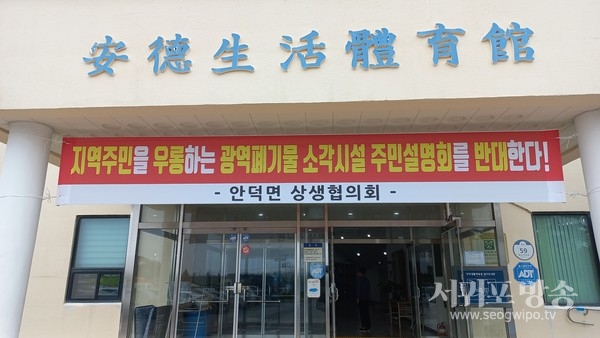 安德生活體育館
지역주민을 우롱하는 광역폐기물 소각시설 주민설명회를 반대한다!
- 안덕면 상생협의회 -
59
ADT
서귀포방송
www.seogwipo.tv